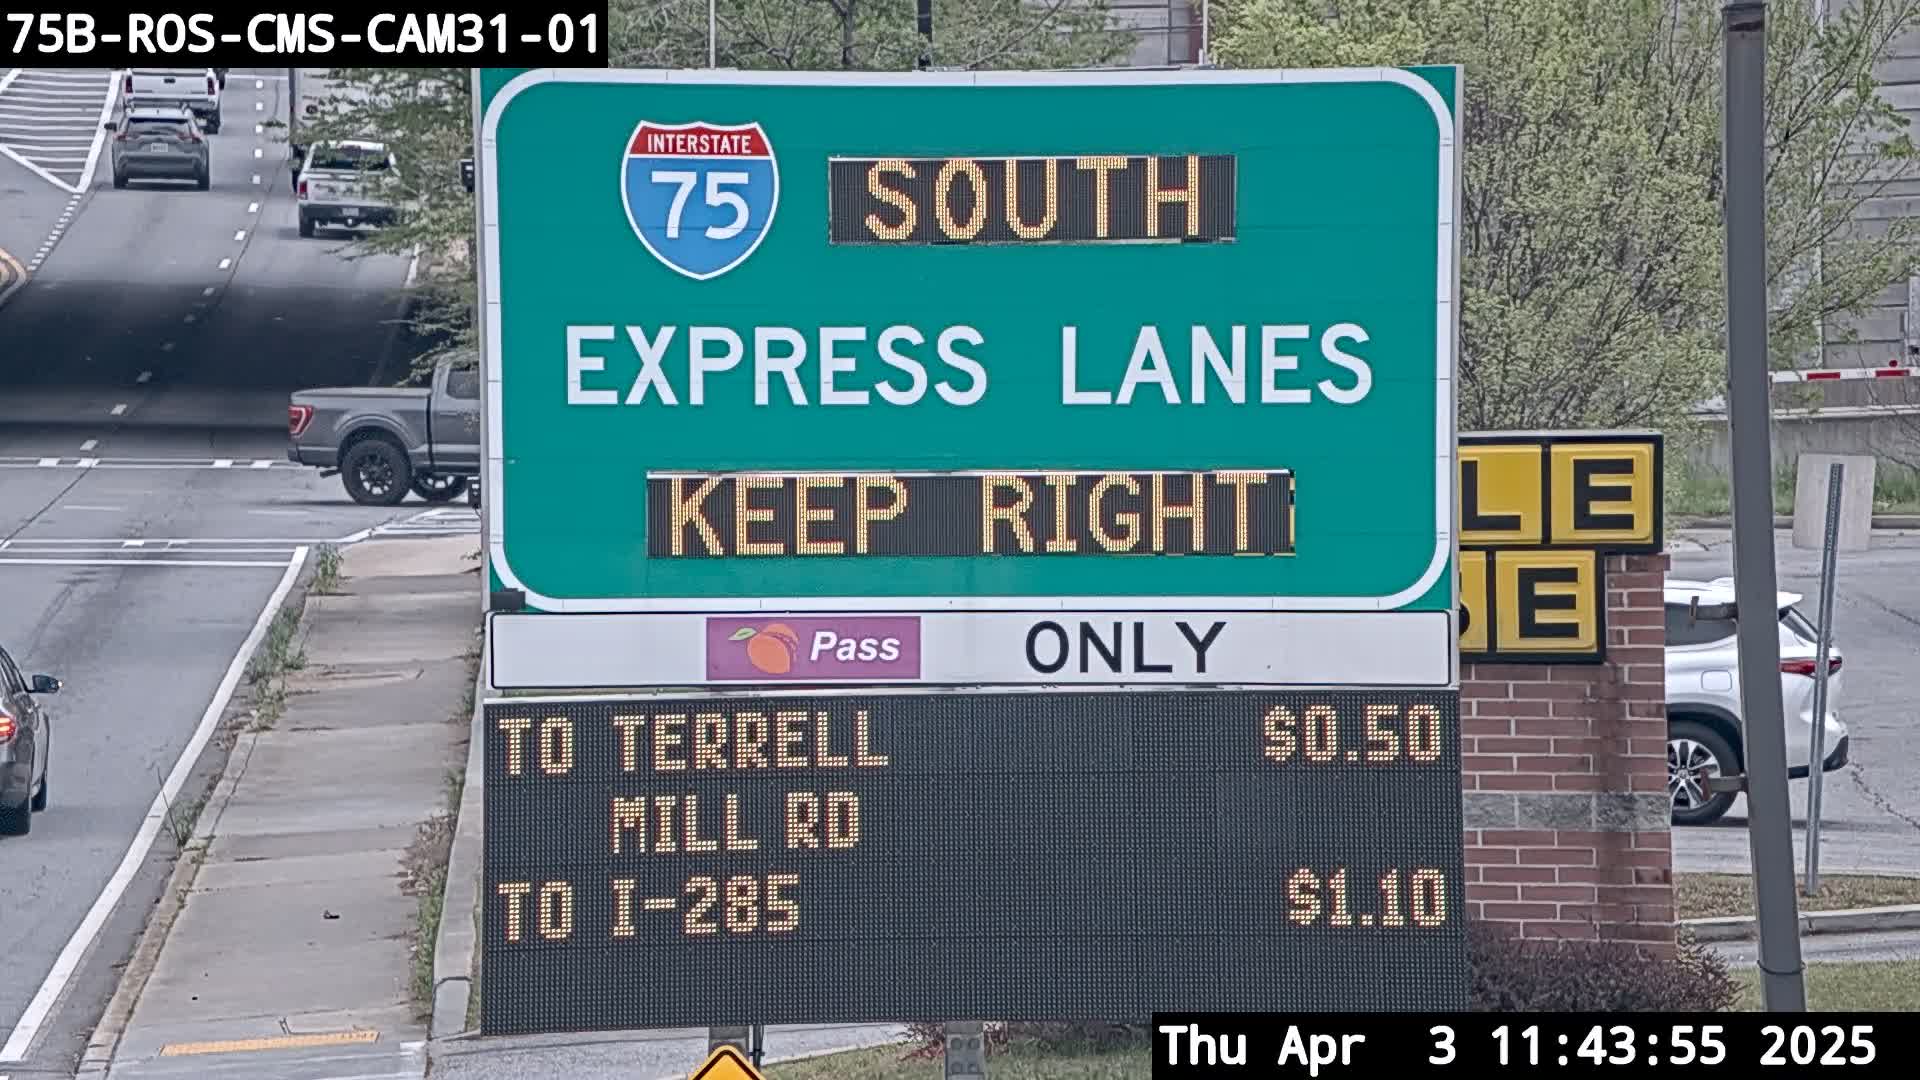 75B-ROS-CMS-CAM31-01
INTERSTATE
75
SOUTH
EXPRESS LANES
KEEP RIGHT
Pass
ONLY
LE
E
TO TERRELL $0.50
MILL RD
TO I-285 $1.10
Thu Apr 3 11:43:55 2025